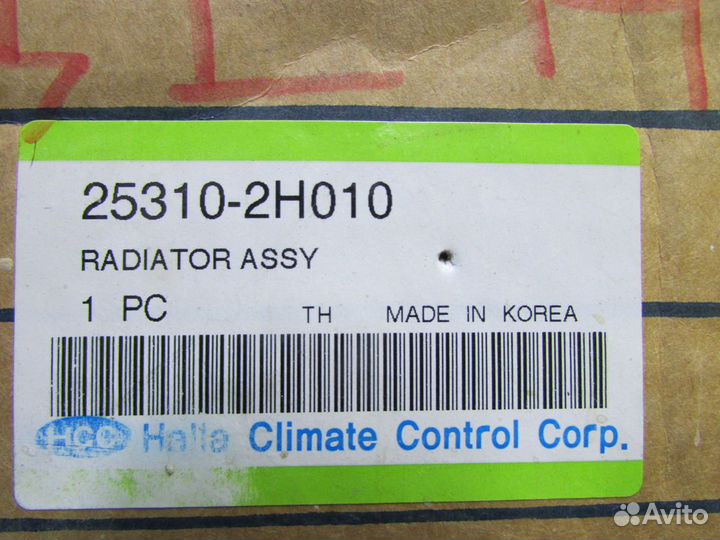 25310-2H010
RADIATOR ASSY
1 PC TH MADE IN KOREA
HCC Halla Climate Control Corp.
Avito